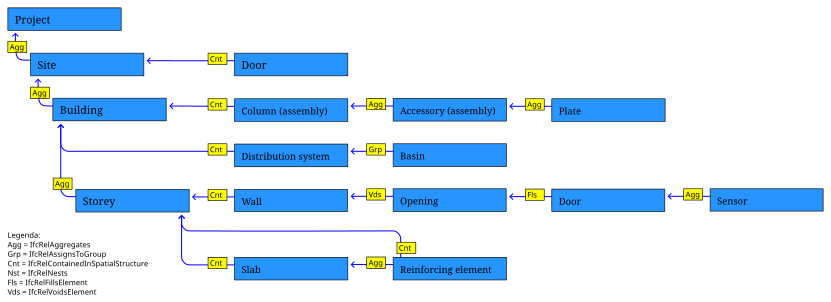 Project
Agg
Site
Cnt
Door
Agg
Building
Cnt
Column (assembly)
Agg
Accessory (assembly)
Agg
Plate
Cnt
Distribution system
Grp
Basin
Agg
Storey
Cnt
Wall
Vds
Opening
Fls
Door
Agg
Sensor
Cnt
Cnt
Slab
Agg
Reinforcing element
Legenda:
Agg = IfcRelAggregates
Grp = IfcRelAssignsToGroup
Cnt = IfcRelContainedInSpatialStructure
Nst = IfcRelNests
Fls = IfcRelFillsElement
Vds = IfcRelVoidsElement